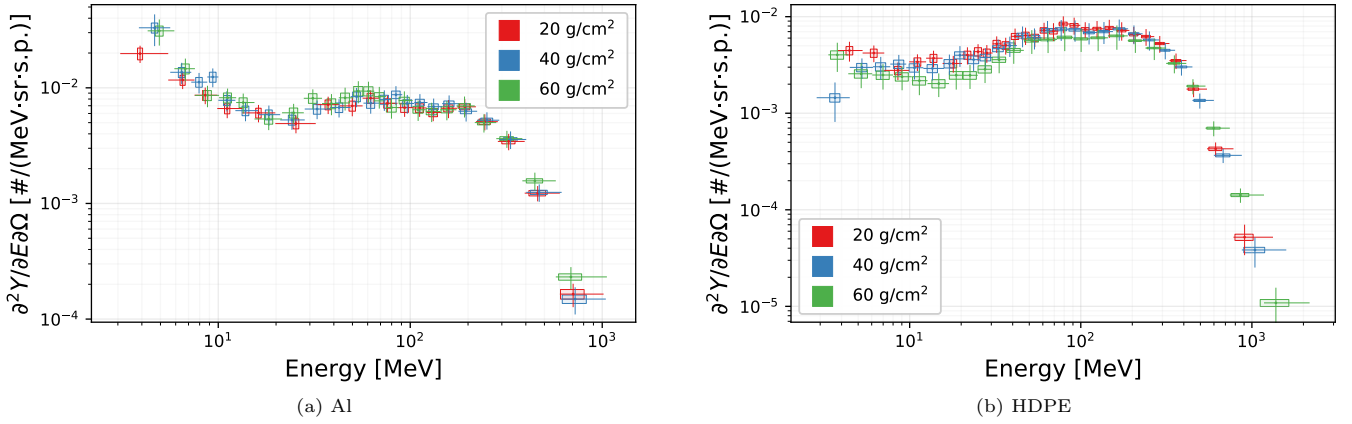 ∂²Y/∂E∂Ω [#/(MeV·sr·s.p.)]
10⁻²
10⁻³
10⁻⁴
20 g/cm²
40 g/cm²
60 g/cm²
10¹ 10² 10³
Energy [MeV]
(a) Al
∂²Y/∂E∂Ω [#/(MeV·sr·s.p.)]
10⁻²
10⁻³
10⁻⁴
10⁻⁵
20 g/cm²
40 g/cm²
60 g/cm²
10¹ 10² 10³
Energy [MeV]
(b) HDPE